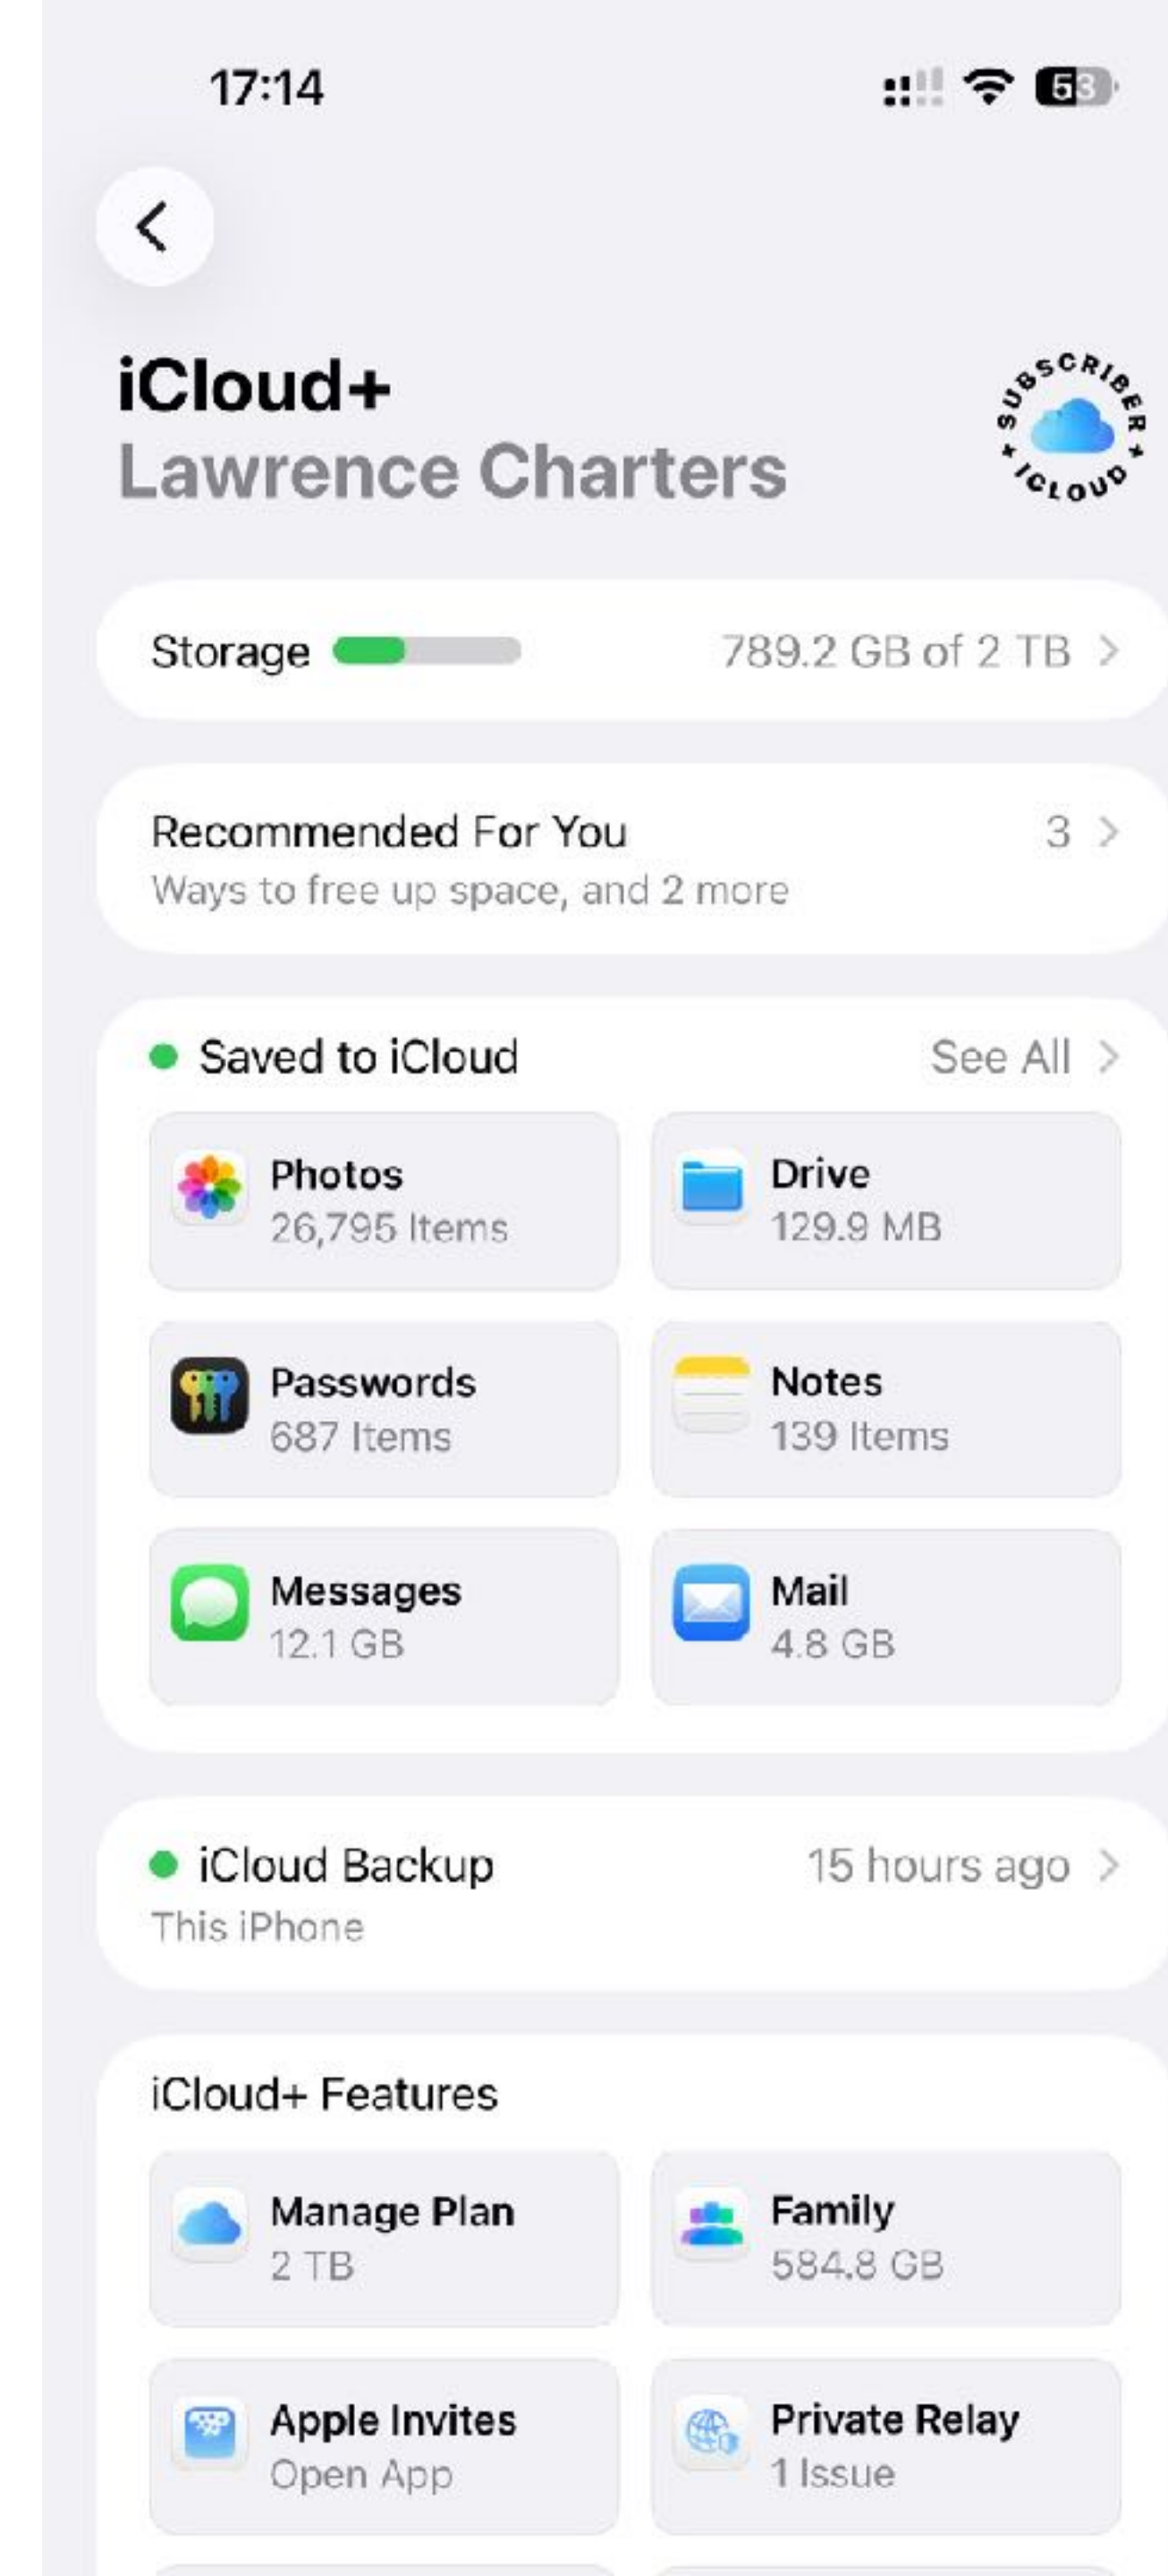 17:14
53
iCloud+
Lawrence Charters
SUBSCRIBER
ICLOUD
Storage
789.2 GB of 2 TB
Recommended For You
3
Ways to free up space, and 2 more
Saved to iCloud
See All
Photos
26,795 Items
Drive
129.9 MB
Passwords
687 Items
Notes
139 Items
Messages
12.1 GB
Mail
4.8 GB
iCloud Backup
15 hours ago
This iPhone
iCloud+ Features
Manage Plan
2 TB
Family
584.8 GB
Apple Invites
Open App
Private Relay
1 Issue